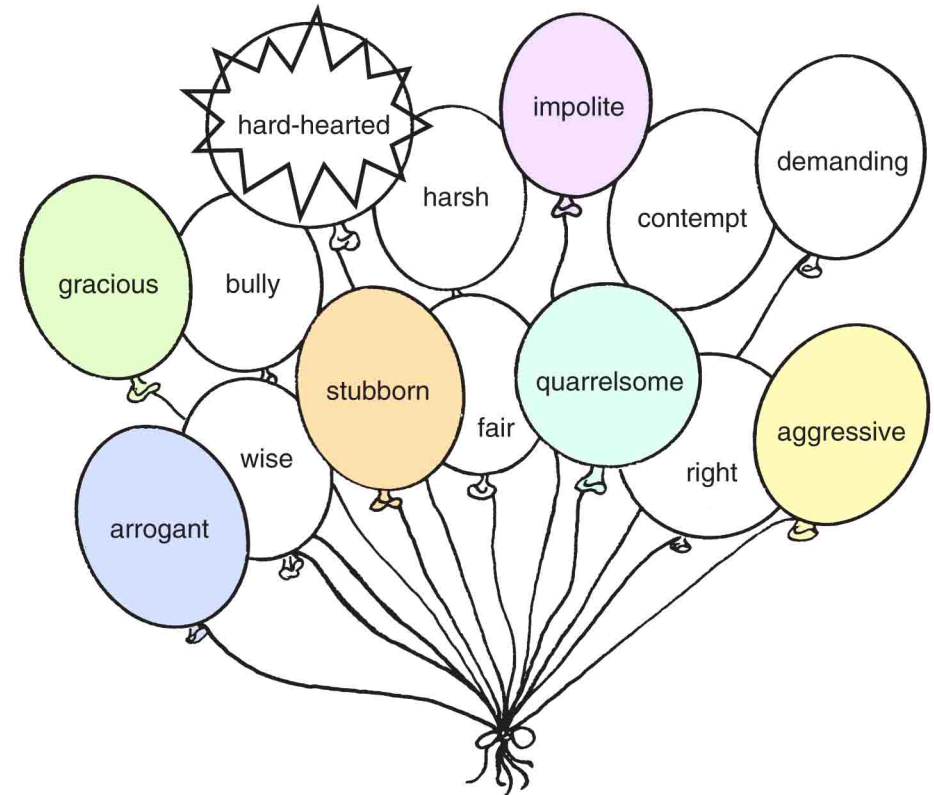 hard-hearted
impolite
harsh
contempt
demanding
gracious
bully
stubborn
quarrelsome
fair
wise
right
aggressive
arrogant